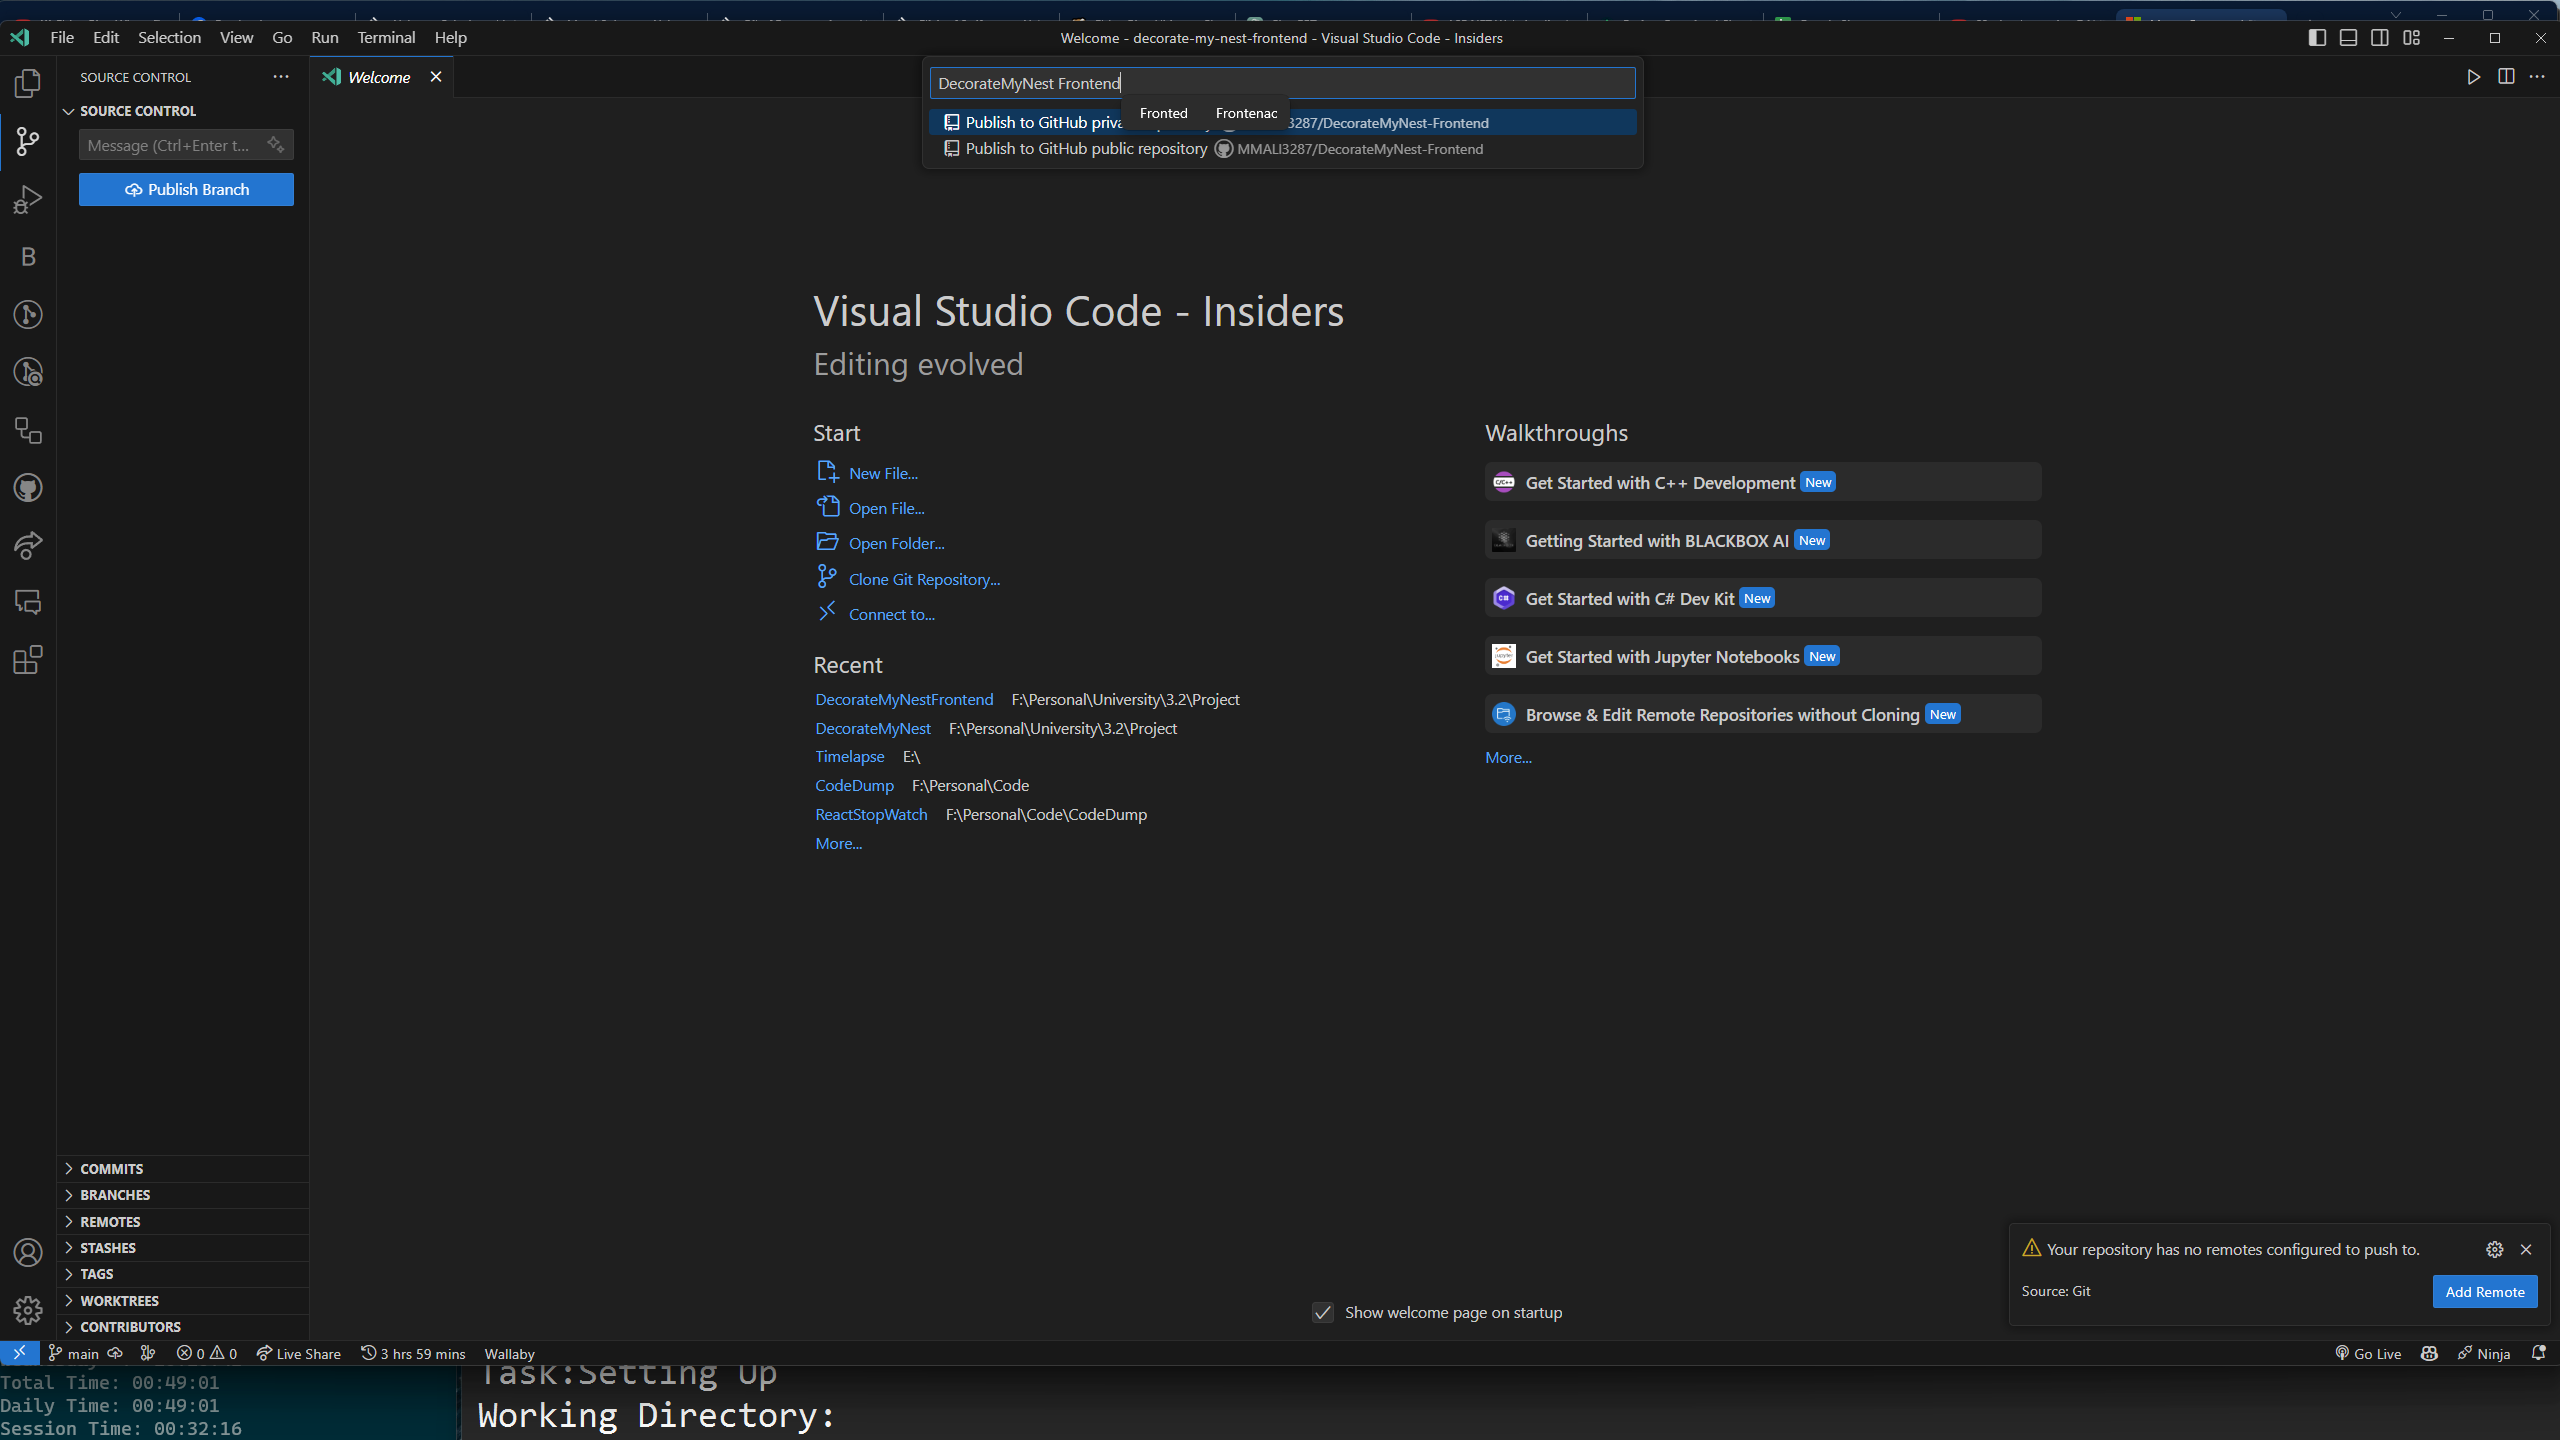 File Edit Selection View Go Run Terminal Help
Welcome - decorate-my-nest-frontend - Visual Studio Code - Insiders
SOURCE CONTROL
Welcome
DecorateMyNest Frontend
SOURCE CONTROL
Fronted Frontenac
Publish to GitHub 3287/DecorateMyNest-Frontend
Message (Ctrl+Enter t...
Publish to GitHub public repository MMALI3287/DecorateMyNest-Frontend
Publish Branch
B
Visual Studio Code - Insiders
Editing evolved
Start
New File...
Open File...
Open Folder...
Clone Git Repository...
Connect to...
Recent
DecorateMyNestFrontend F:\Personal\University\3.2\Project
DecorateMyNest F:\Personal\University\3.2\Project
Timelapse E:\
CodeDump F:\Personal\Code
ReactStopWatch F:\Personal\Code\CodeDump
More...
Walkthroughs
Get Started with C++ Development New
Getting Started with BLACKBOX AI New
Get Started with C# Dev Kit New
Get Started with Jupyter Notebooks New
Browse & Edit Remote Repositories without Cloning New
More...
COMMITS
BRANCHES
REMOTES
STASHES
TAGS
WORKTREES
CONTRIBUTORS
Your repository has no remotes configured to push to.
Source: Git
Add Remote
Show welcome page on startup
main 0 0 Live Share 3 hrs 59 mins Wallaby
Go Live Ninja
Total Time: 00:49:01
Daily Time: 00:49:01
Session Time: 00:32:16
Task:Setting Up
Working Directory: